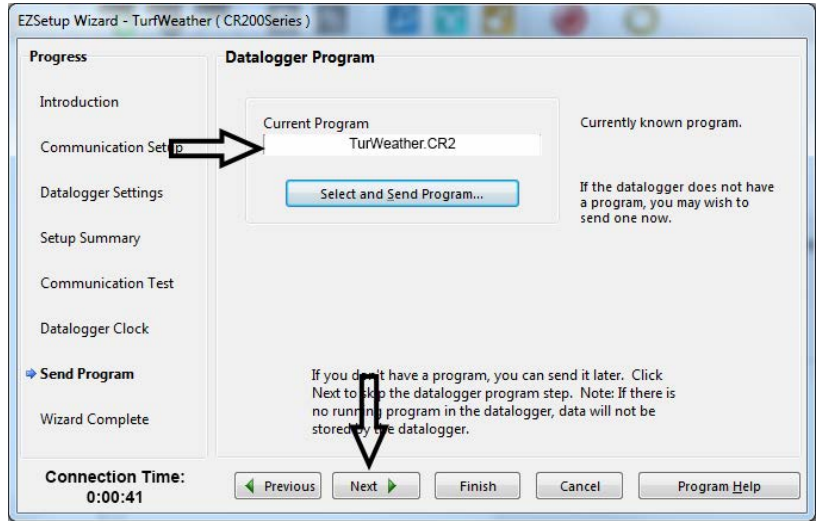 EZSetup Wizard - TurfWeather ( CR200Series )
Progress
Introduction
Communication Setup
Datalogger Settings
Setup Summary
Communication Test
Datalogger Clock
Send Program
Wizard Complete
Connection Time:
0:00:41
Datalogger Program
Current Program
TurWeather.CR2
Select and Send Program...
Currently known program.
If the datalogger does not have
a program, you may wish to
send one now.
If you don't have a program, you can send it later. Click
Next to skip the datalogger program step. Note: If there is
no running program in the datalogger, data will not be
stored by the datalogger.
Previous
Next
Finish
Cancel
Program Help